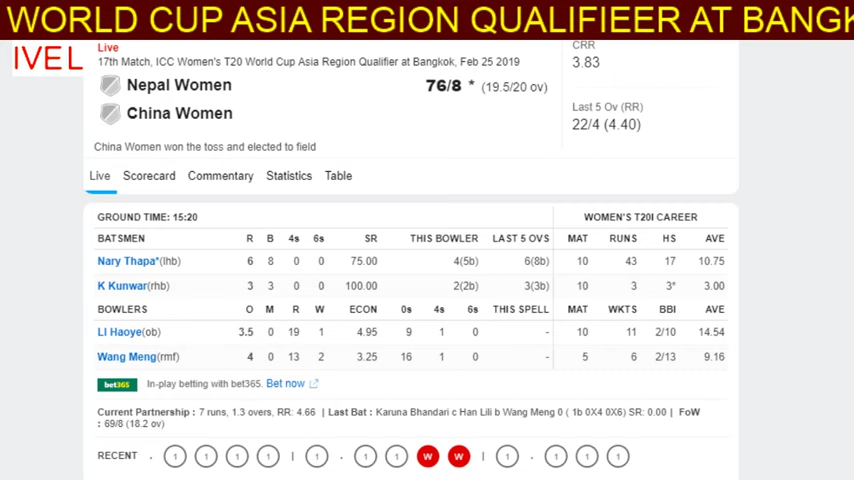 WORLD CUP ASIA REGION QUALIFIEER AT BANGK
IVEL
Live
17th Match, ICC Women's T20 World Cup Asia Region Qualifier at Bangkok, Feb 25 2019
Nepal Women 76/8 * (19.5/20 ov)
China Women
China Women won the toss and elected to field
CRR
3.83
Last 5 Ov (RR)
22/4 (4.40)
Live Scorecard Commentary Statistics Table
GROUND TIME: 15:20 WOMEN'S T20I CAREER
BATSMEN R B 4s 6s SR THIS BOWLER LAST 5 OVS MAT RUNS HS AVE
Nary Thapa*(lhb) 6 8 0 0 75.00 4(5b) 6(8b) 10 43 17 10.75
K Kunwar(rhb) 3 3 0 0 100.00 2(2b) 3(3b) 10 3 3* 3.00
BOWLERS O M R W ECON 0s 4s 6s THIS SPELL MAT WKTS BBI AVE
LI Haoye(ob) 3.5 0 19 1 4.95 9 1 0 - 10 11 2/10 14.54
Wang Meng(rmf) 4 0 13 2 3.25 16 1 0 - 5 6 2/13 9.16
bet365 In-play betting with bet365. Bet now
Current Partnership : 7 runs, 1.3 overs, RR: 4.66 | Last Bat : Karuna Bhandari c Han Lili b Wang Meng 0 ( 1b 0X4 0X6) SR: 0.00 | FoW
: 69/8 (18.2 ov)
RECENT . 1 1 1 1 | 1 . 1 1 W W | 1 . 1 1 1